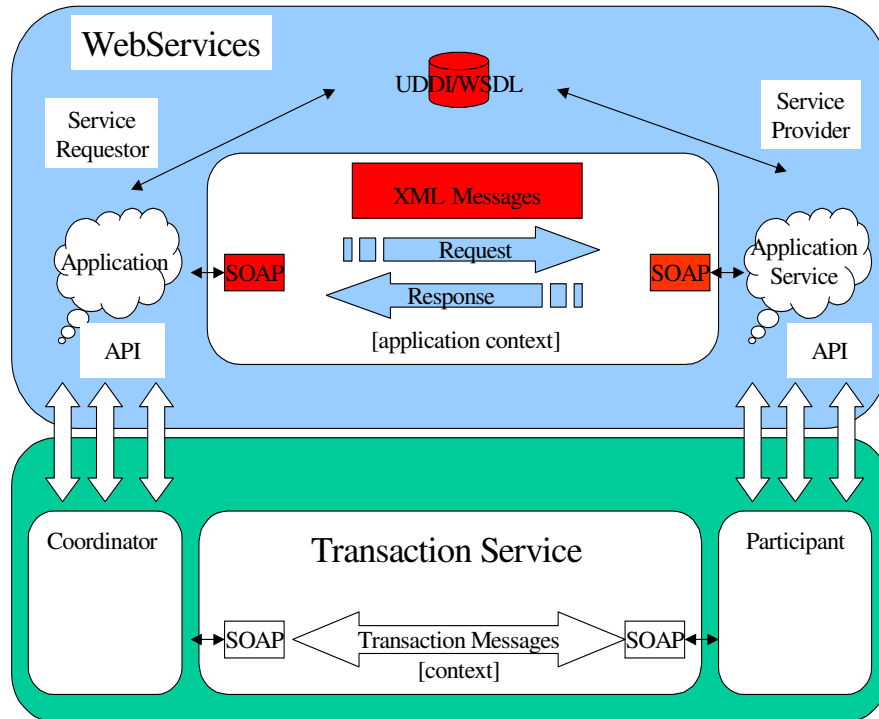 WebServices
UDDI/WSDL
Service
Requestor
Service
Provider
XML Messages
Application
SOAP
Request
SOAP
Application
Service
Response
[application context]
API
API
Coordinator
Transaction Service
Participant
SOAP
Transaction Messages
SOAP
[context]